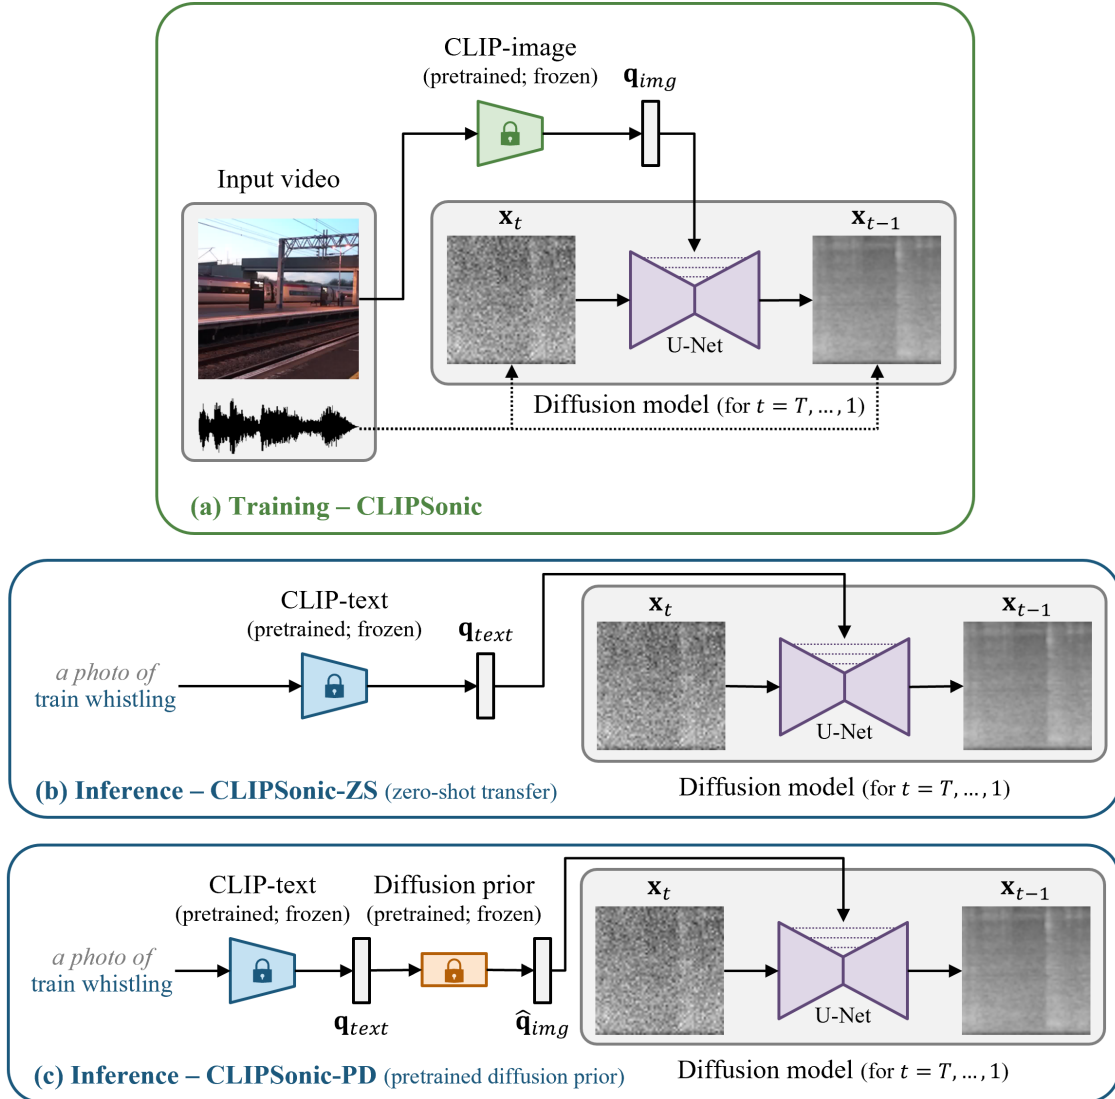 CLIP-image
(pretrained; frozen)
q_img
Input video
x_t
x_{t−1}
U-Net
Diffusion model (for t = T, … , 1)
(a) Training – CLIPSonic
CLIP-text
(pretrained; frozen)
q_text
x_t
x_{t−1}
a photo of
train whistling
U-Net
(b) Inference – CLIPSonic-ZS (zero-shot transfer)
Diffusion model (for t = T, … , 1)
CLIP-text
(pretrained; frozen)
Diffusion prior
(pretrained; frozen)
x_t
x_{t−1}
a photo of
train whistling
q_text
q̂_img
U-Net
(c) Inference – CLIPSonic-PD (pretrained diffusion prior)
Diffusion model (for t = T, … , 1)